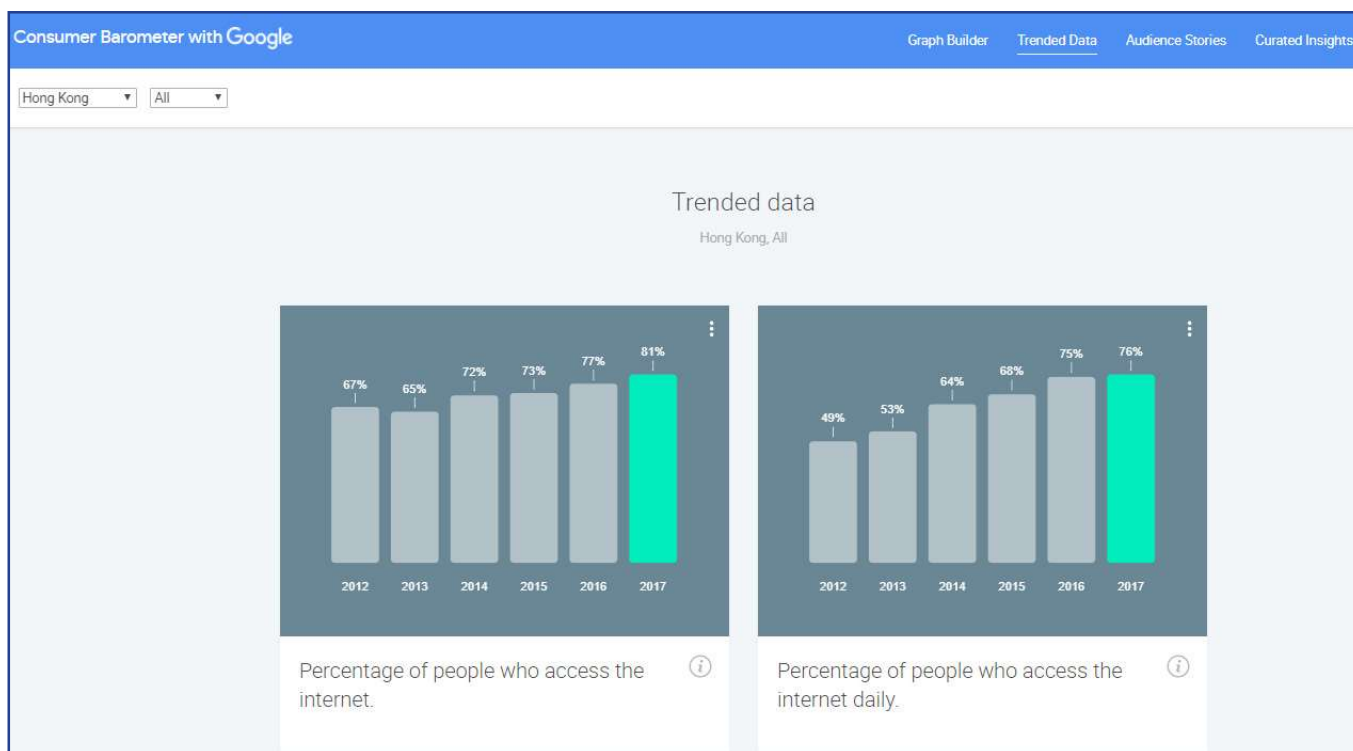 Consumer Barometer with Google
Graph Builder Trended Data Audience Stories Curated Insights
Hong Kong All
Trended data
Hong Kong, All
67% 65% 72% 73% 77% 81%
2012 2013 2014 2015 2016 2017
Percentage of people who access the
internet.
49% 53% 64% 68% 75% 76%
2012 2013 2014 2015 2016 2017
Percentage of people who access the
internet daily.